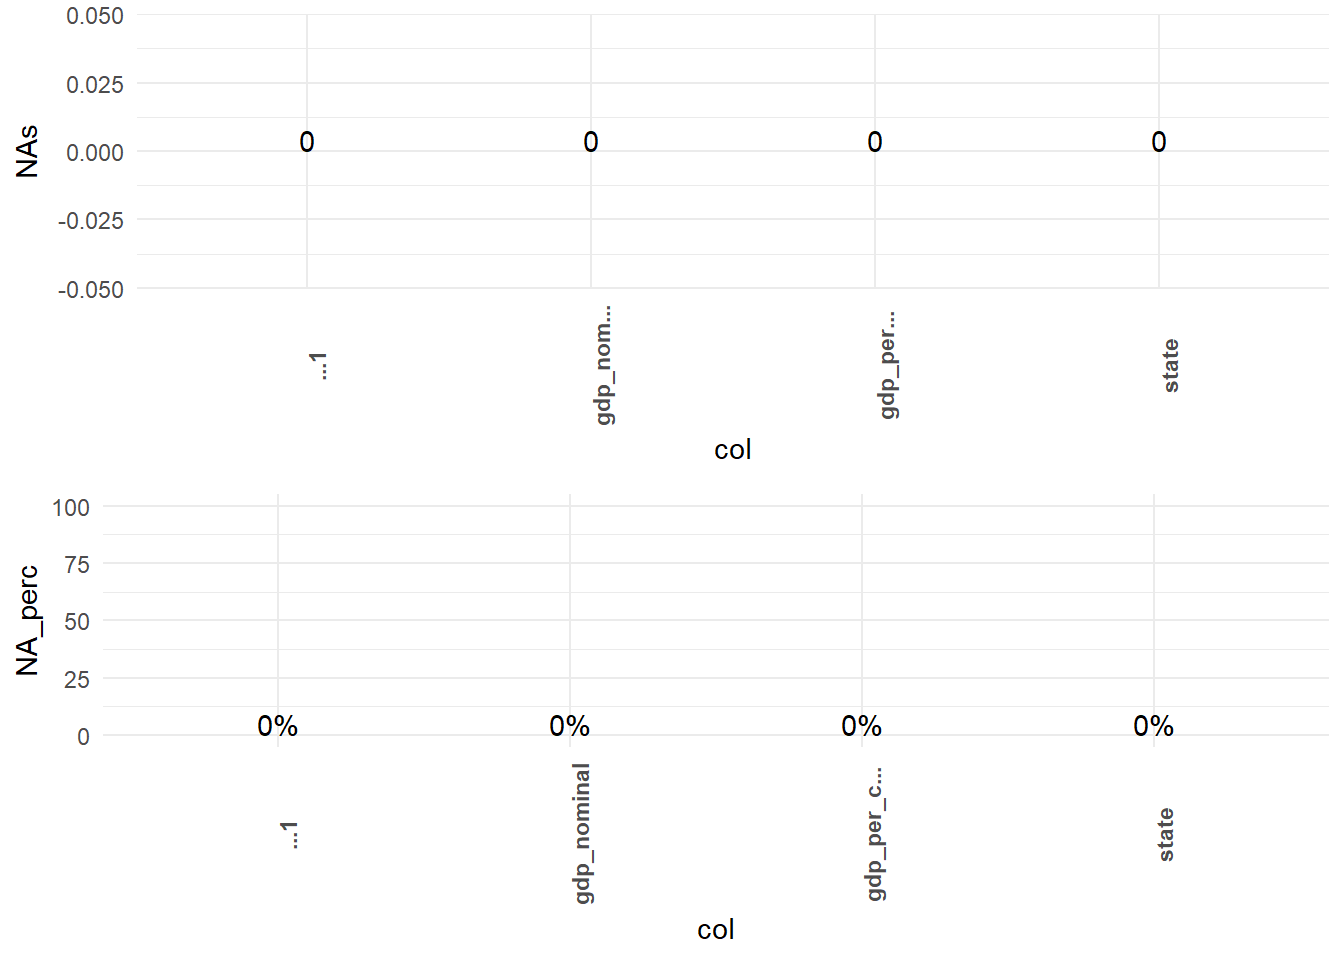 NAs
0.050
0.025
0.000
-0.025
-0.050
0 0 0 0
...1 gdp_nom... gdp_per... state
col
NA_perc
100
75
50
25
0
0% 0% 0% 0%
...1 gdp_nominal gdp_per_c... state
col